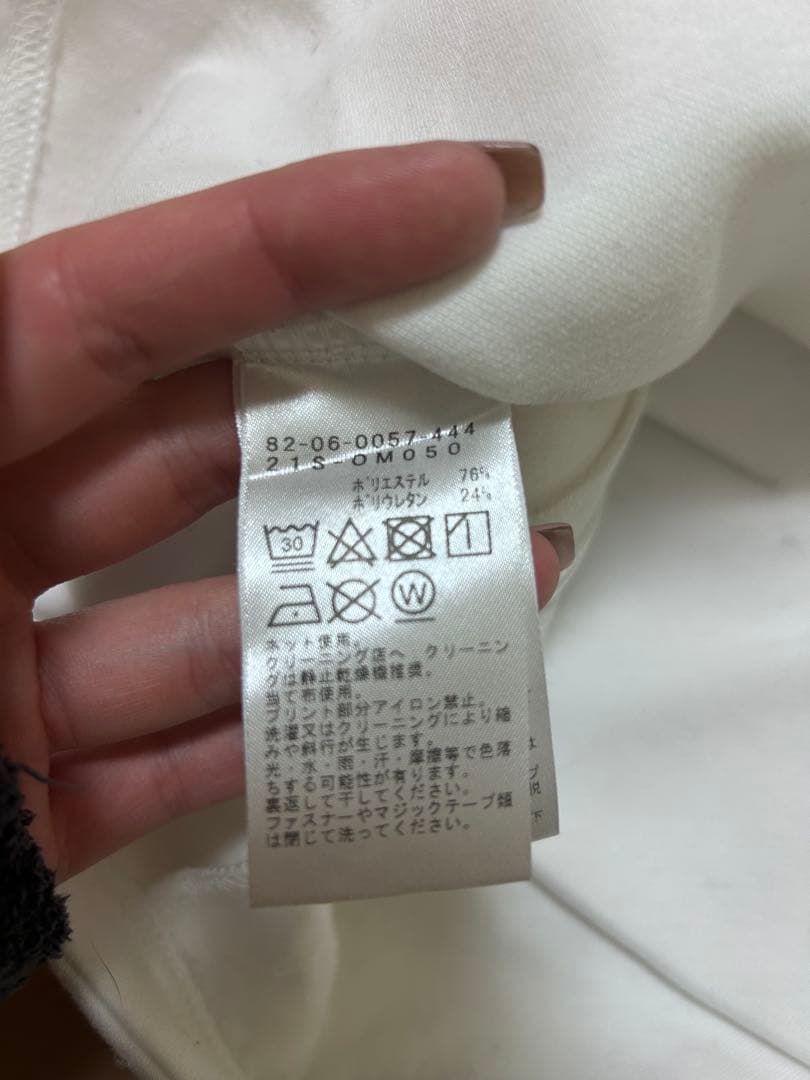 82-06-0057-444
21S-OM050
ポリエステル 76%
ポリウレタン 24%
30
W
ネット使用。
クリーニング店へ、クリーニン
グは静止乾燥機推奨。
当て布使用。
プリント部分アイロン禁止。
洗濯又はクリーニングにより縮
みや斜行が生じます。
光・水・雨・汗・摩擦等で色落
ちする可能性が有ります。
裏返して干してください。
ファスナーやマジックテープ類
は閉じて洗ってください。
は
プ
脱
下